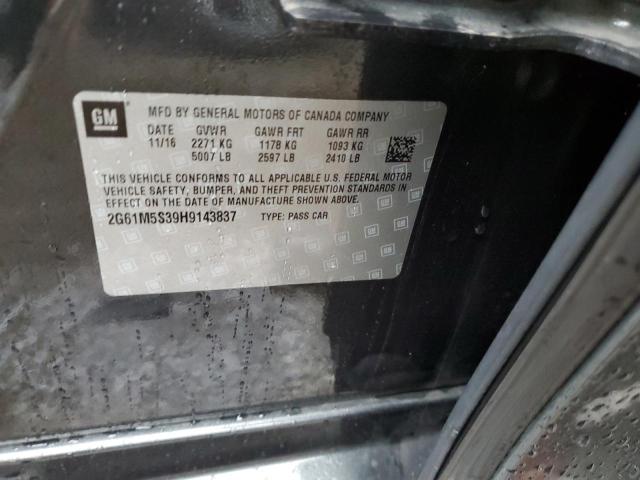 GM
MFD BY GENERAL MOTORS OF CANADA COMPANY
DATE GVWR GAWR FRT GAWR RR
11/16 2271 KG 1178 KG 1093 KG
5007 LB 2597 LB 2410 LB
THIS VEHICLE CONFORMS TO ALL APPLICABLE U.S. FEDERAL MOTOR
VEHICLE SAFETY, BUMPER, AND THEFT PREVENTION STANDARDS IN
EFFECT ON THE DATE OF MANUFACTURE SHOWN ABOVE.
2G61M5S39H9143837 TYPE: PASS CAR